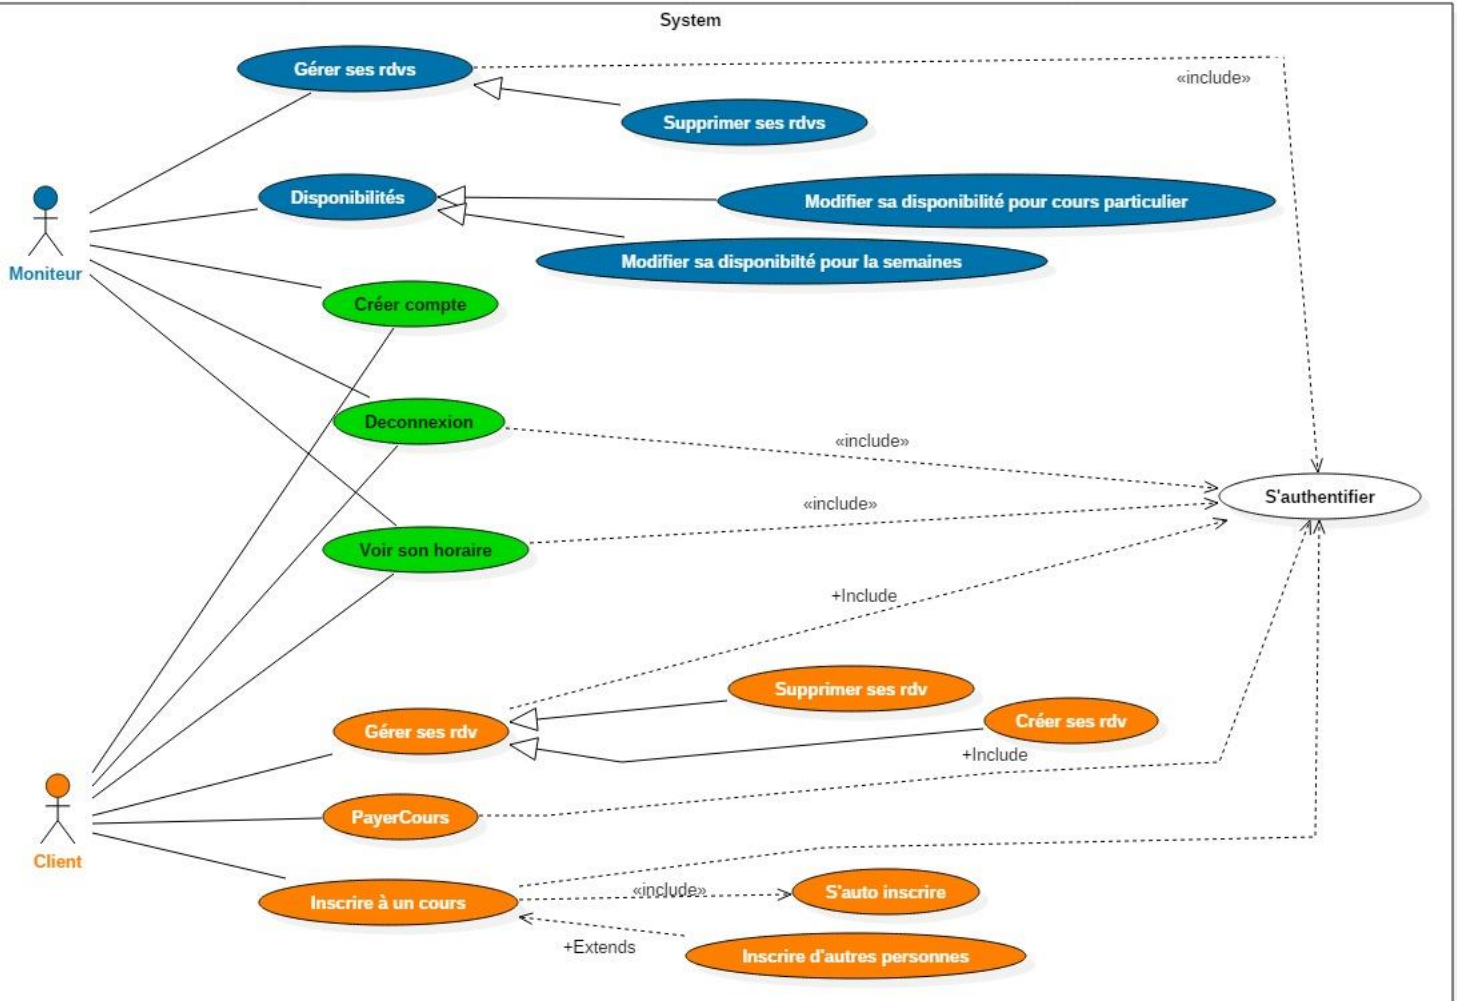 System
Gérer ses rdvs
«include»
Supprimer ses rdvs
Disponibilités
Modifier sa disponibilité pour cours particulier
Modifier sa disponibilté pour la semaines
Moniteur
Créer compte
Deconnexion
«include»
S'authentifier
«include»
Voir son horaire
+Include
Supprimer ses rdv
Créer ses rdv
Gérer ses rdv
+Include
PayerCours
Client
«include»
S'auto inscrire
Inscrire à un cours
+Extends
Inscrire d'autres personnes